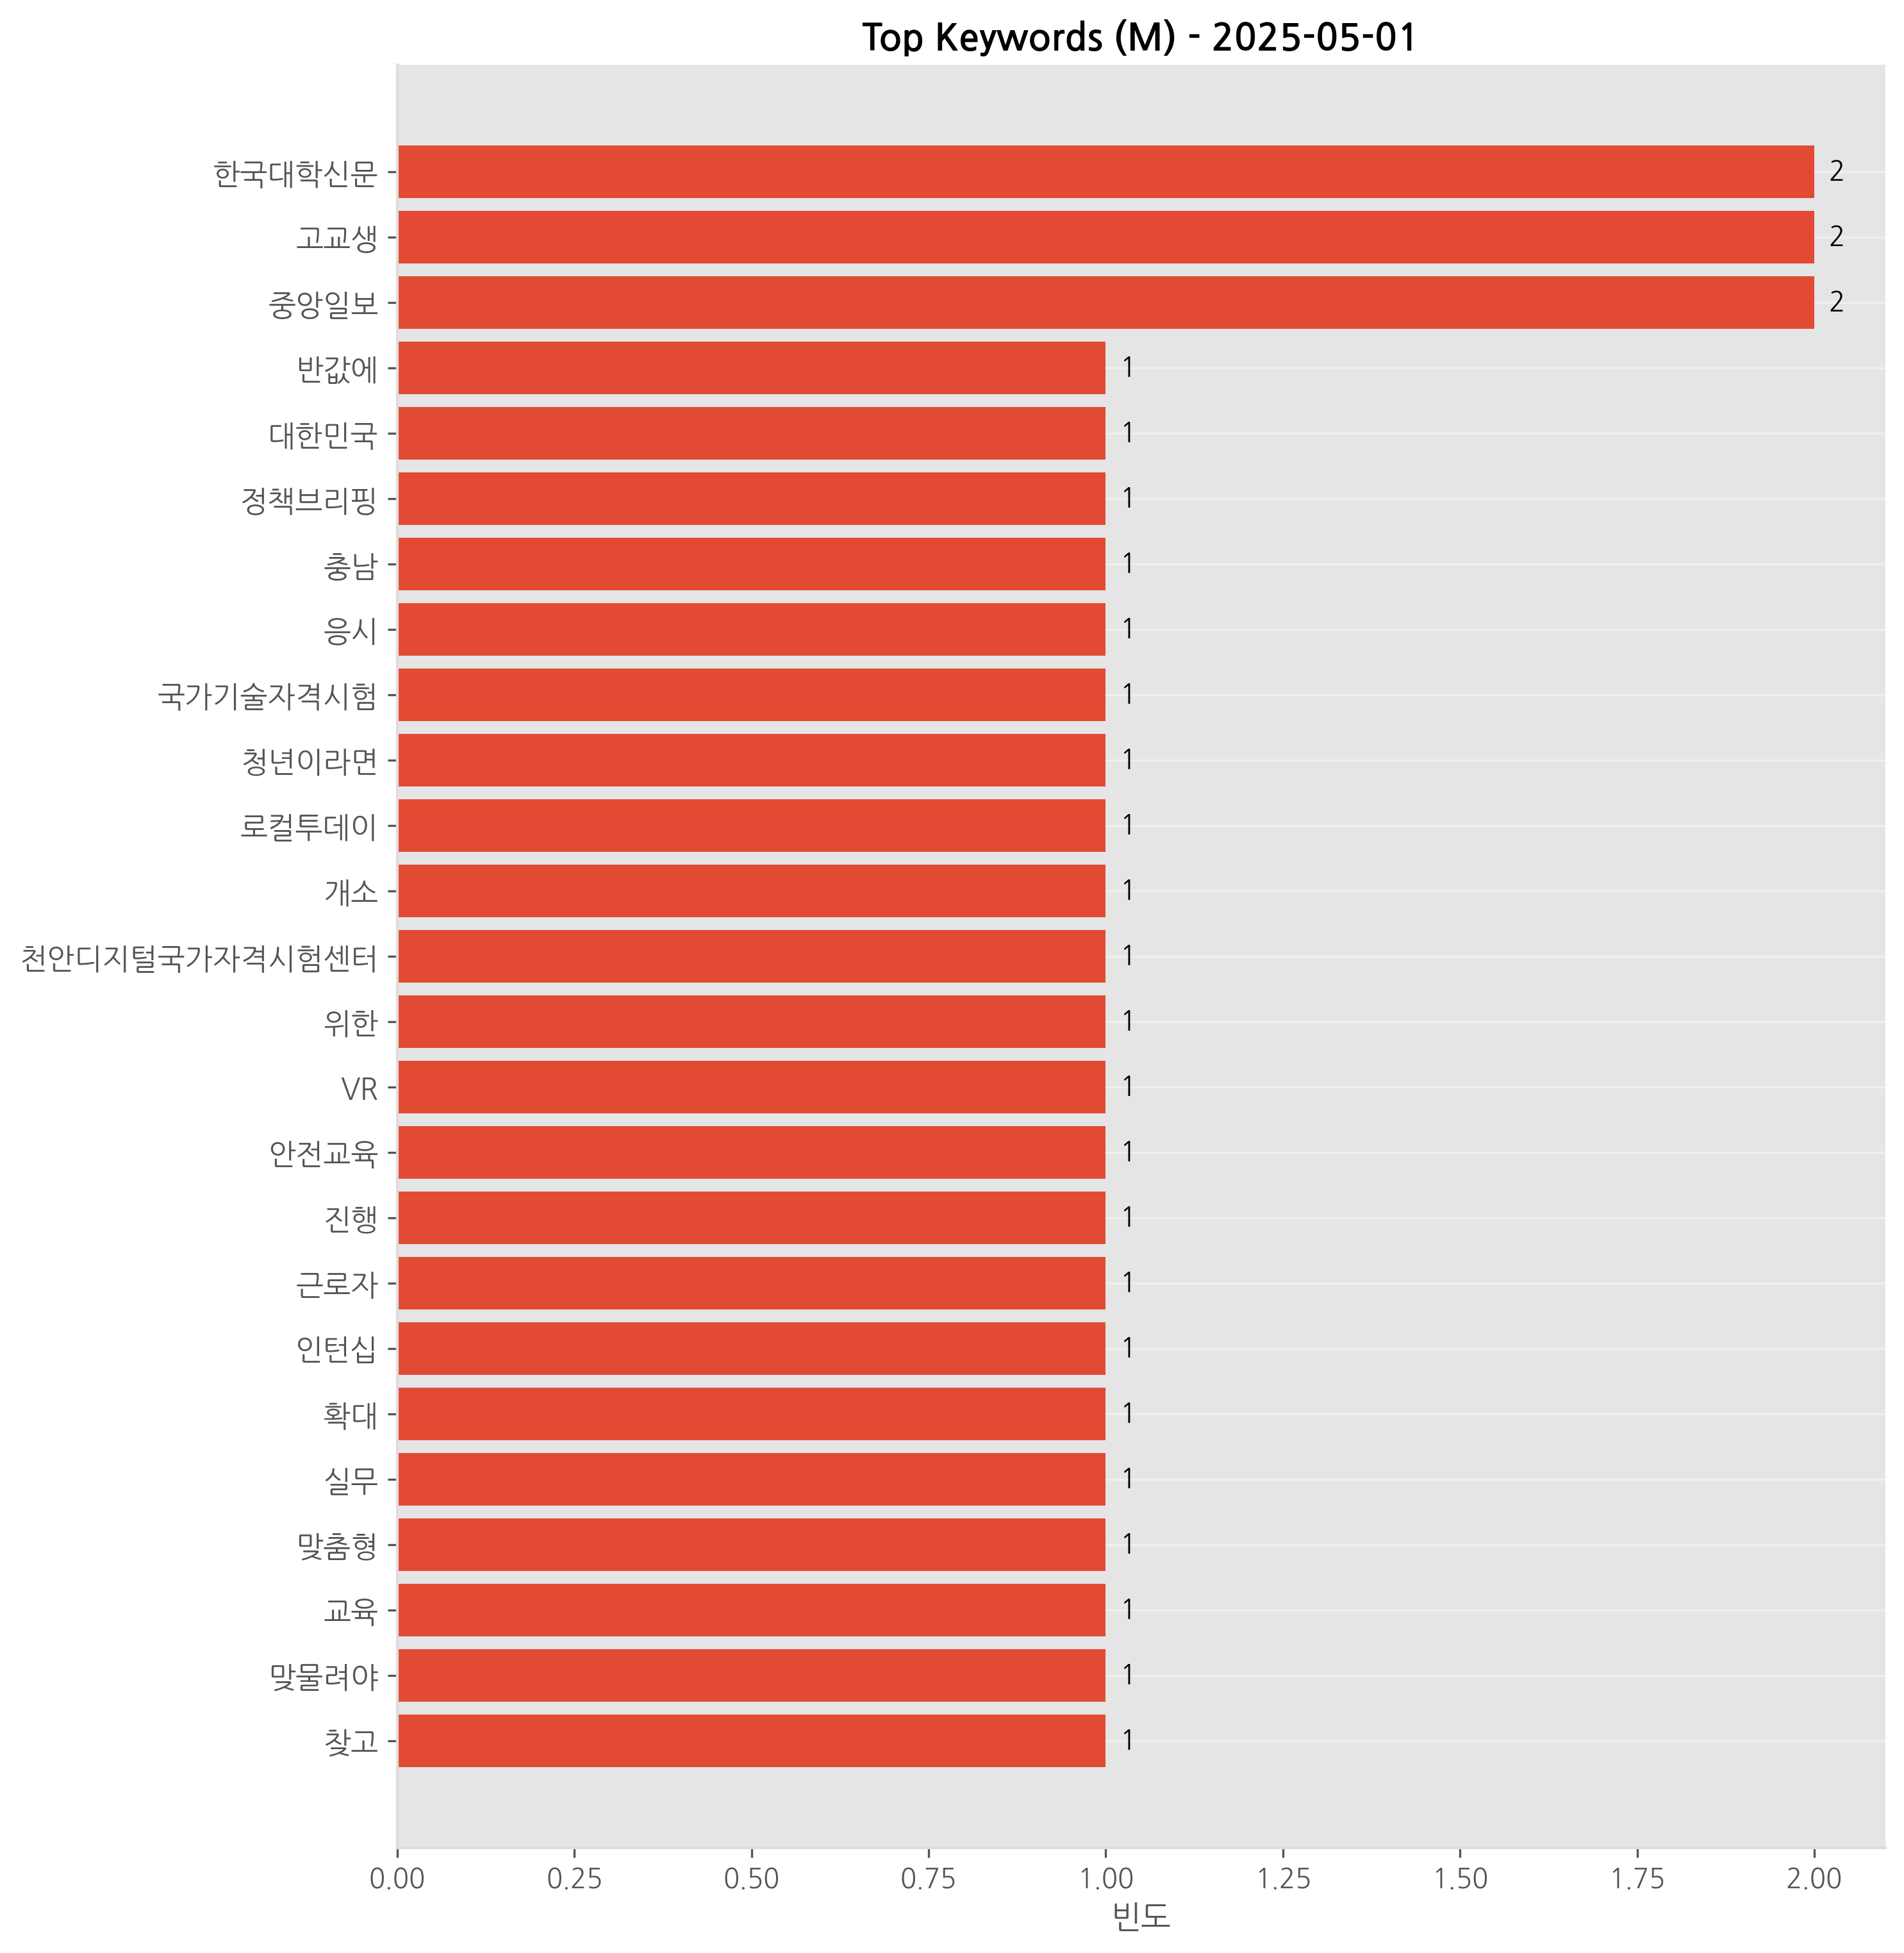 Top Keywords (M) - 2025-05-01
한국대학신문 2
고교생 2
중앙일보 2
반값에 1
대한민국 1
정책브리핑 1
충남 1
응시 1
국가기술자격시험 1
청년이라면 1
로컬투데이 1
개소 1
천안디지털국가자격시험센터 1
위한 1
VR 1
안전교육 1
진행 1
근로자 1
인턴십 1
확대 1
실무 1
맞춤형 1
교육 1
맞물려야 1
찾고 1
0.00 0.25 0.50 0.75 1.00 1.25 1.50 1.75 2.00
빈도